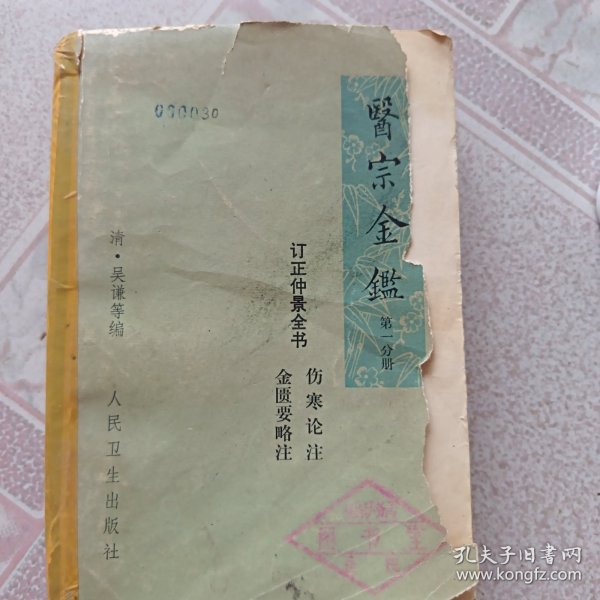 090030
醫宗金鑑
第一分册
订正仲景全书
伤寒论注
金匮要略注
清·吴谦等编
人民卫生出版社
孔夫子旧書网
www.kongfz.com